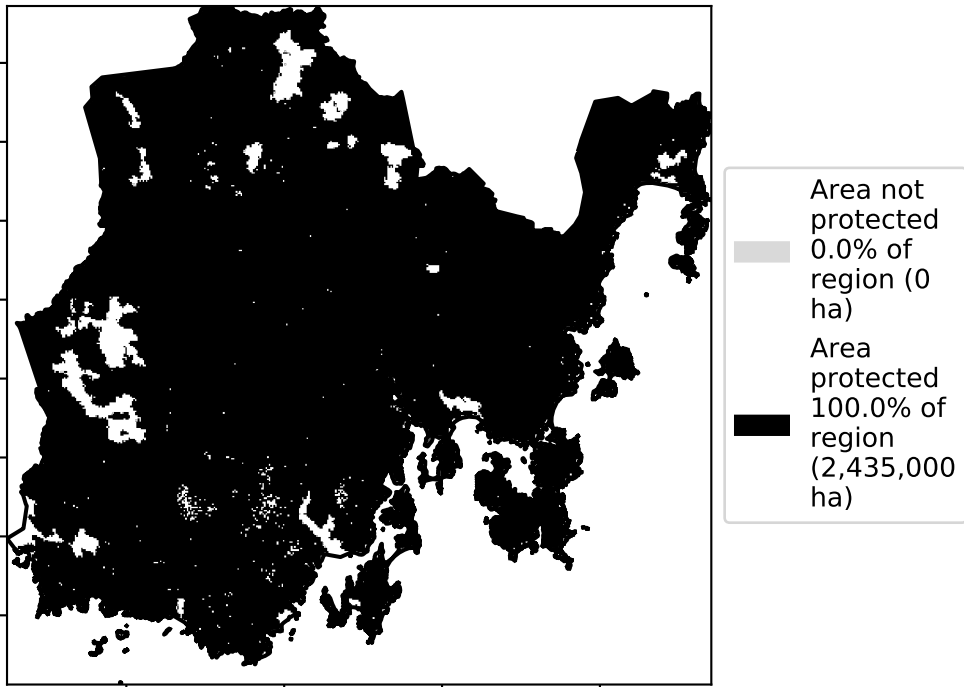 Area not
protected
0.0% of
region (0
ha)
Area
protected
100.0% of
region
(2,435,000
ha)